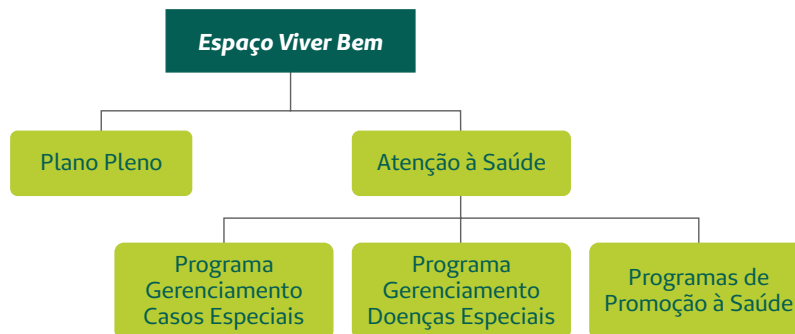 Espaço Viver Bem
Plano Pleno
Atenção à Saúde
Programa
Gerenciamento
Casos Especiais
Programa
Gerenciamento
Doenças Especiais
Programas de
Promoção à Saúde